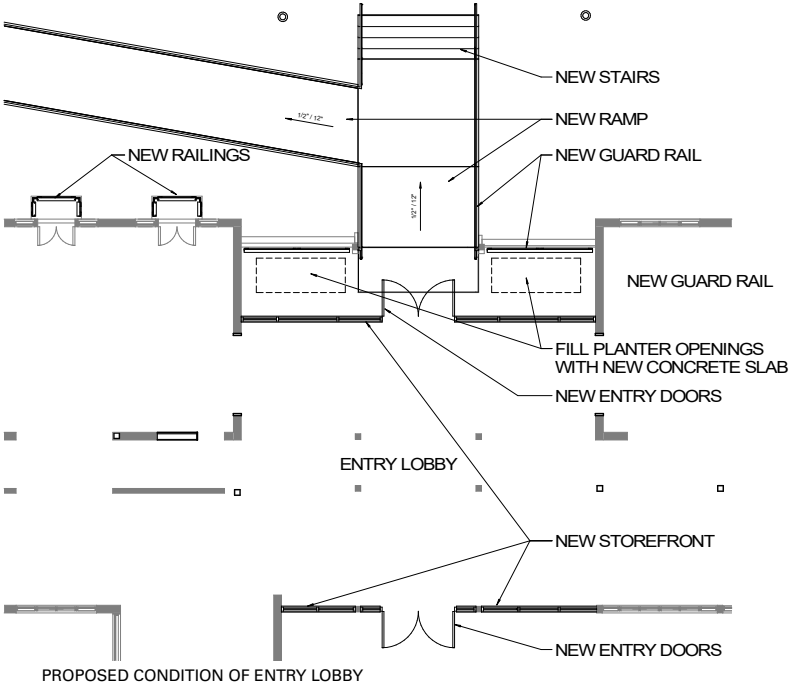 NEW STAIRS
1/2" / 12"
NEW RAMP
NEW RAILINGS
NEW GUARD RAIL
1/2" / 12"
NEW GUARD RAIL
FILL PLANTER OPENINGS
WITH NEW CONCRETE SLAB
NEW ENTRY DOORS
ENTRY LOBBY
NEW STOREFRONT
NEW ENTRY DOORS
PROPOSED CONDITION OF ENTRY LOBBY